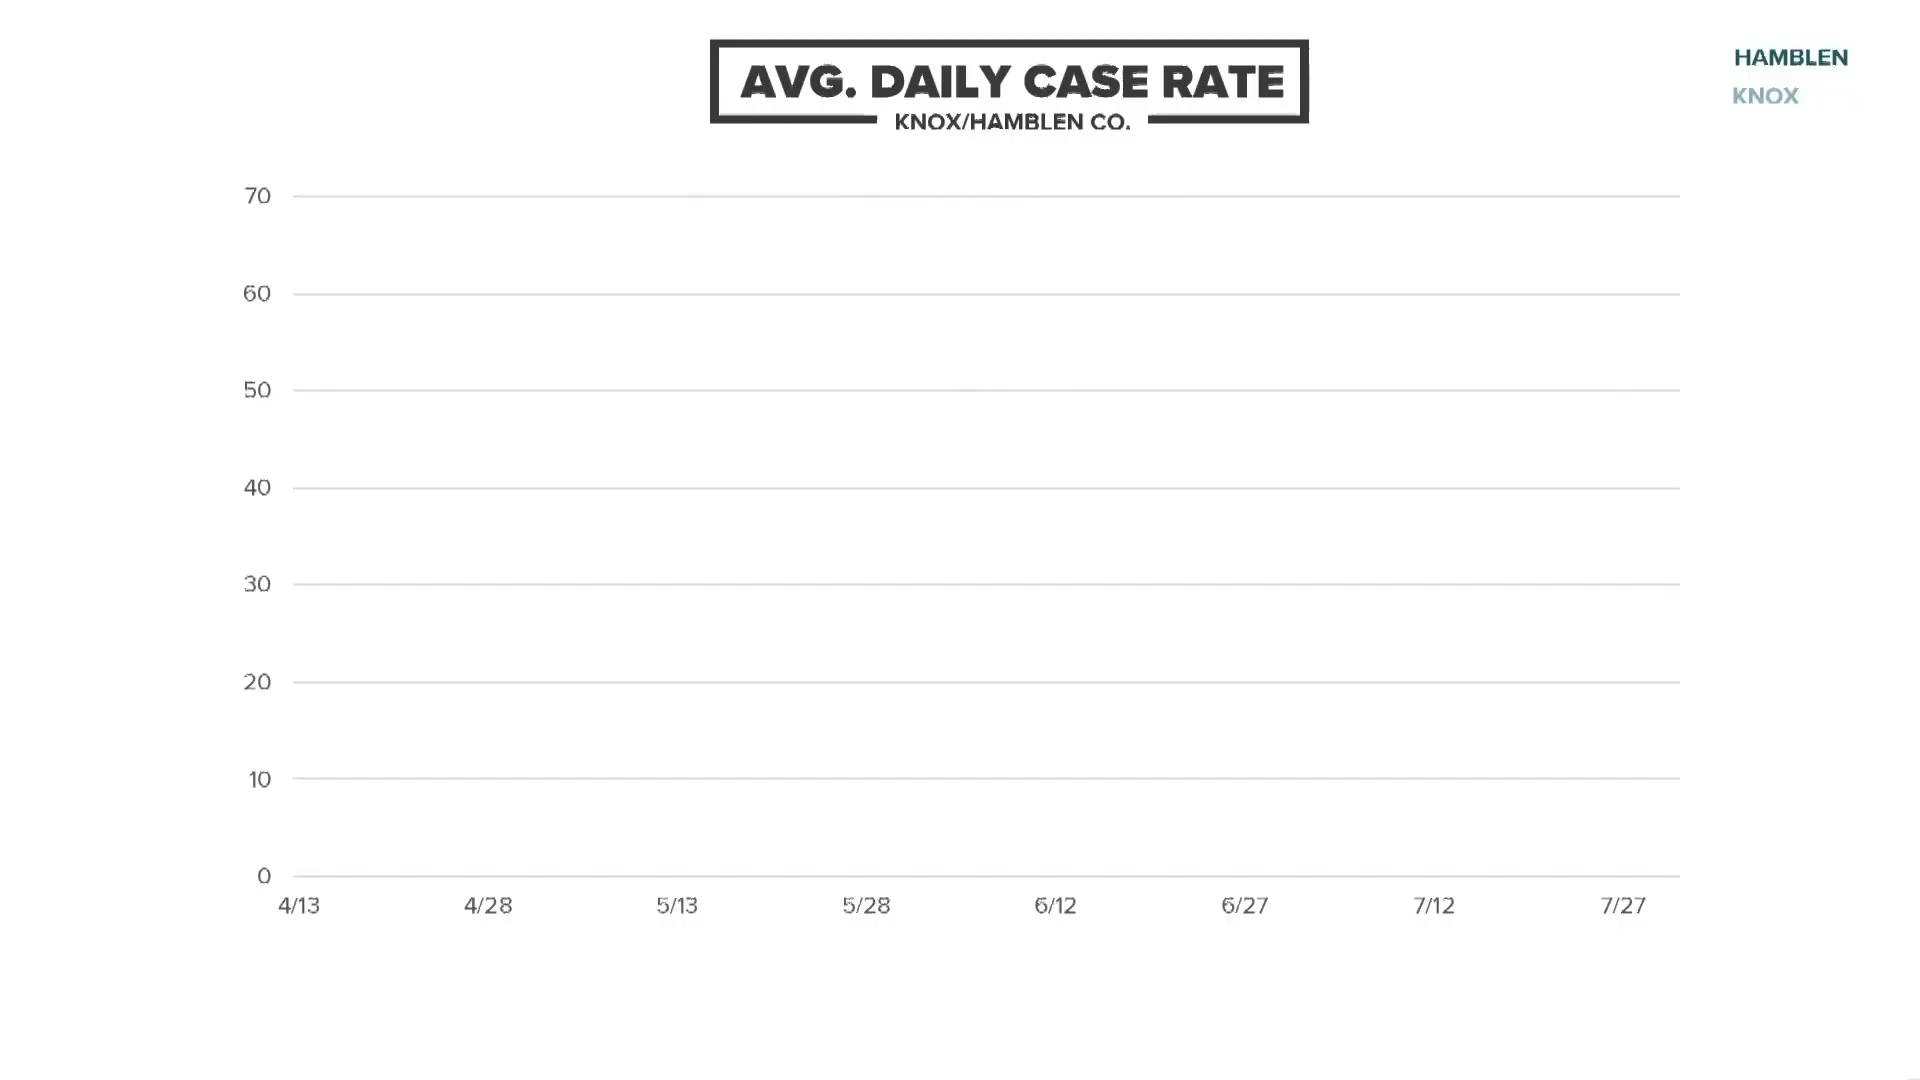 AVG. DAILY CASE RATE
KNOX/HAMBLEN CO.
HAMBLEN
KNOX
70
60
50
40
30
20
10
0
4/13 4/28 5/13 5/28 6/12 6/27 7/12 7/27